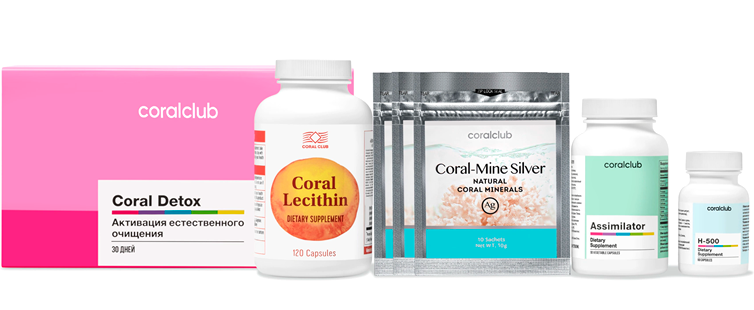 coralclub
Coral Detox
Активация естественного
очищения
30 ДНЕЙ
CORAL CLUB
Coral
Lecithin
DIETARY SUPPLEMENT
120 Capsules
coralclub
Coral-Mine Silver
NATURAL
CORAL MINERALS
Ag
10 Sachets
coralclub
Assimilator
Dietary
Supplement
coralclub
H-500
Dietary
Supplement